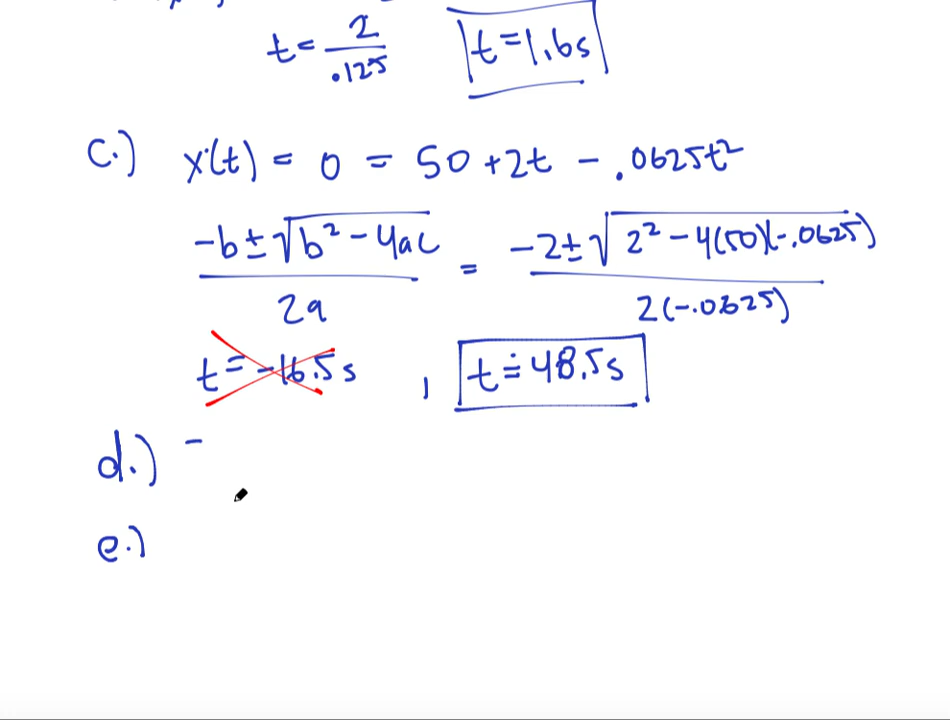 t = 2/.125 t = 1.6s
c.) x(t) = 0 = 50 + 2t - .0625t²
-b ± √b² - 4ac / 2a = -2 ± √2² - 4(50)(-.0625) / 2(-.0625)
t = -16.5 s , t ≐ 48.5s
d.) -
e.)